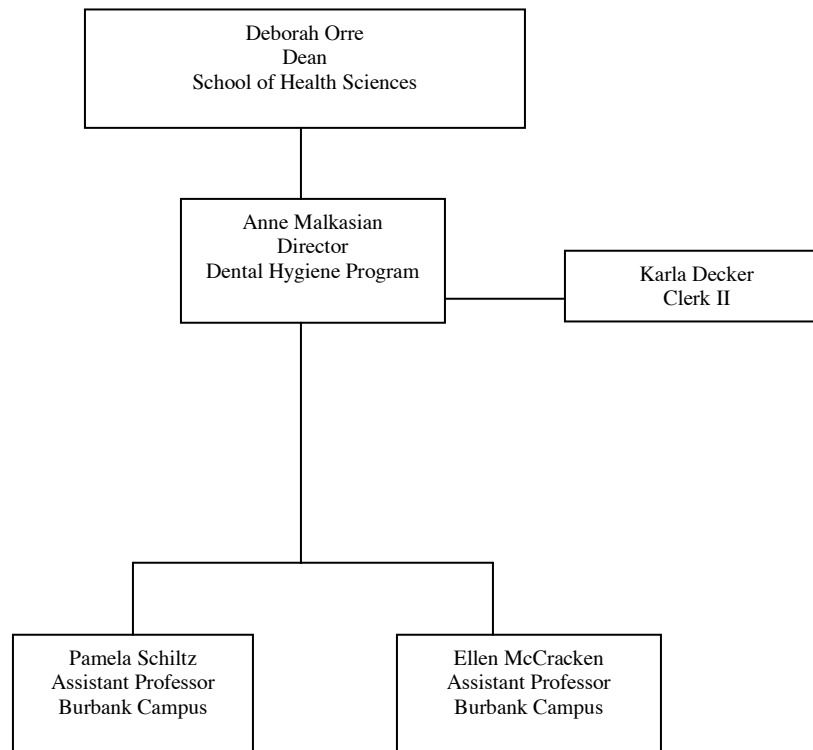 Deborah Orre
Dean
School of Health Sciences
Anne Malkasian
Director
Dental Hygiene Program
Karla Decker
Clerk II
Pamela Schiltz
Assistant Professor
Burbank Campus
Ellen McCracken
Assistant Professor
Burbank Campus